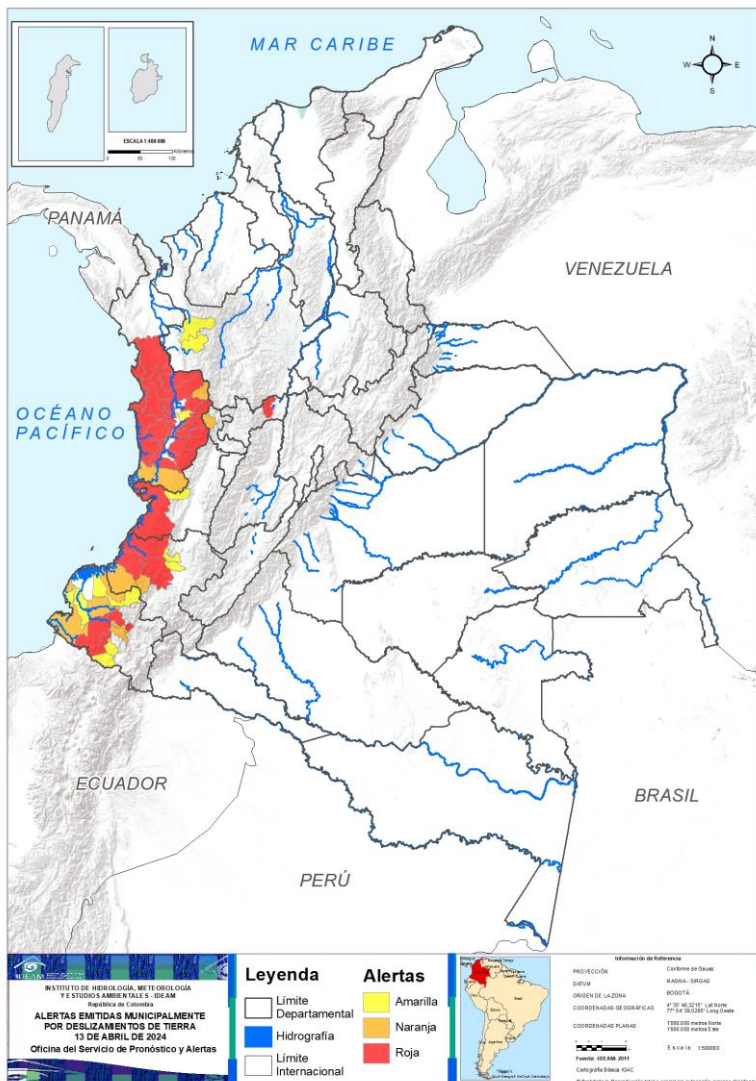 MAR CARIBE
N
W E
S
ESCALA 1:400.000
PANAMÁ
VENEZUELA
OCÉANO
PACÍFICO
ECUADOR
BRASIL
PERÚ
IDEAM
INSTITUTO DE HIDROLOGÍA, METEOROLOGÍA
Y ESTUDIOS AMBIENTALES - IDEAM
República de Colombia
ALERTAS EMITIDAS MUNICIPALMENTE
POR DESLIZAMIENTOS DE TIERRA
13 DE ABRIL DE 2024
Oficina del Servicio de Pronóstico y Alertas
Leyenda
Límite
Departamental
Hidrografía
Límite
Internacional
Alertas
Amarilla
Naranja
Roja
Información de Referencia
PROYECCIÓN Conforme de Gauss
DATUM MAGNA - SIRGAS
ORIGEN DE LA ZONA BOGOTÁ
COORDENADAS GEOGRÁFICAS
COORDENADAS PLANAS 1'000.000 metros Norte
1'000.000 metros Este
Fuente: IDEAM- 2011
Cartografía Básica IGAC